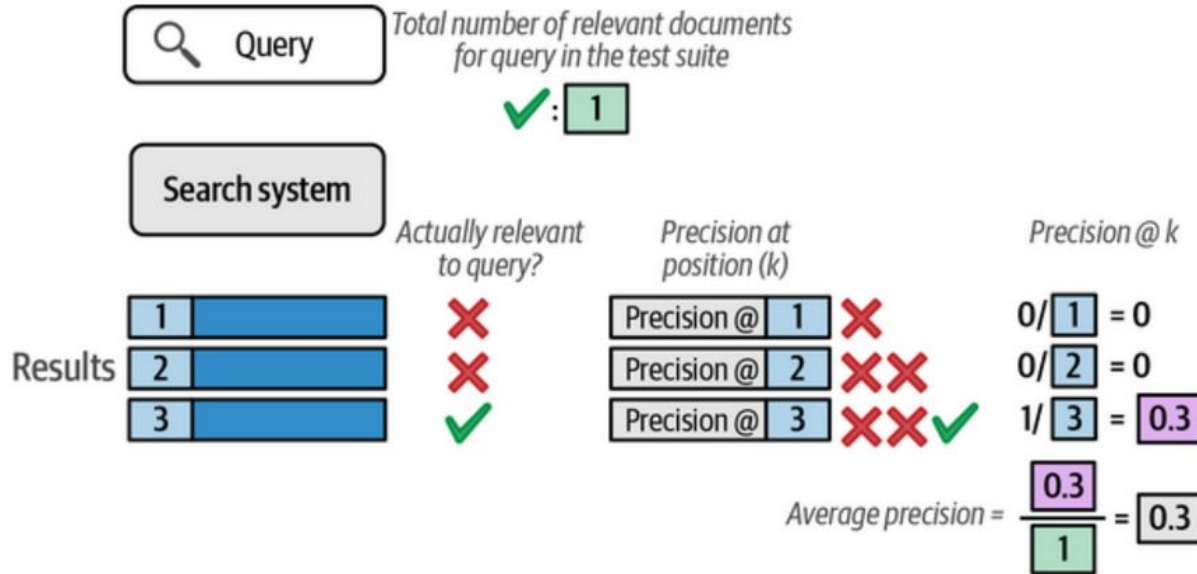 Query
Total number of relevant documents
for query in the test suite
: 1
Search system
Actually relevant
to query?
Precision at
position (k)
Precision @ k
Results
1
Precision @ 1
0/ 1 = 0
2
Precision @ 2
0/ 2 = 0
3
Precision @ 3
1/ 3 = 0.3
Average precision = 0.3 / 1 = 0.3